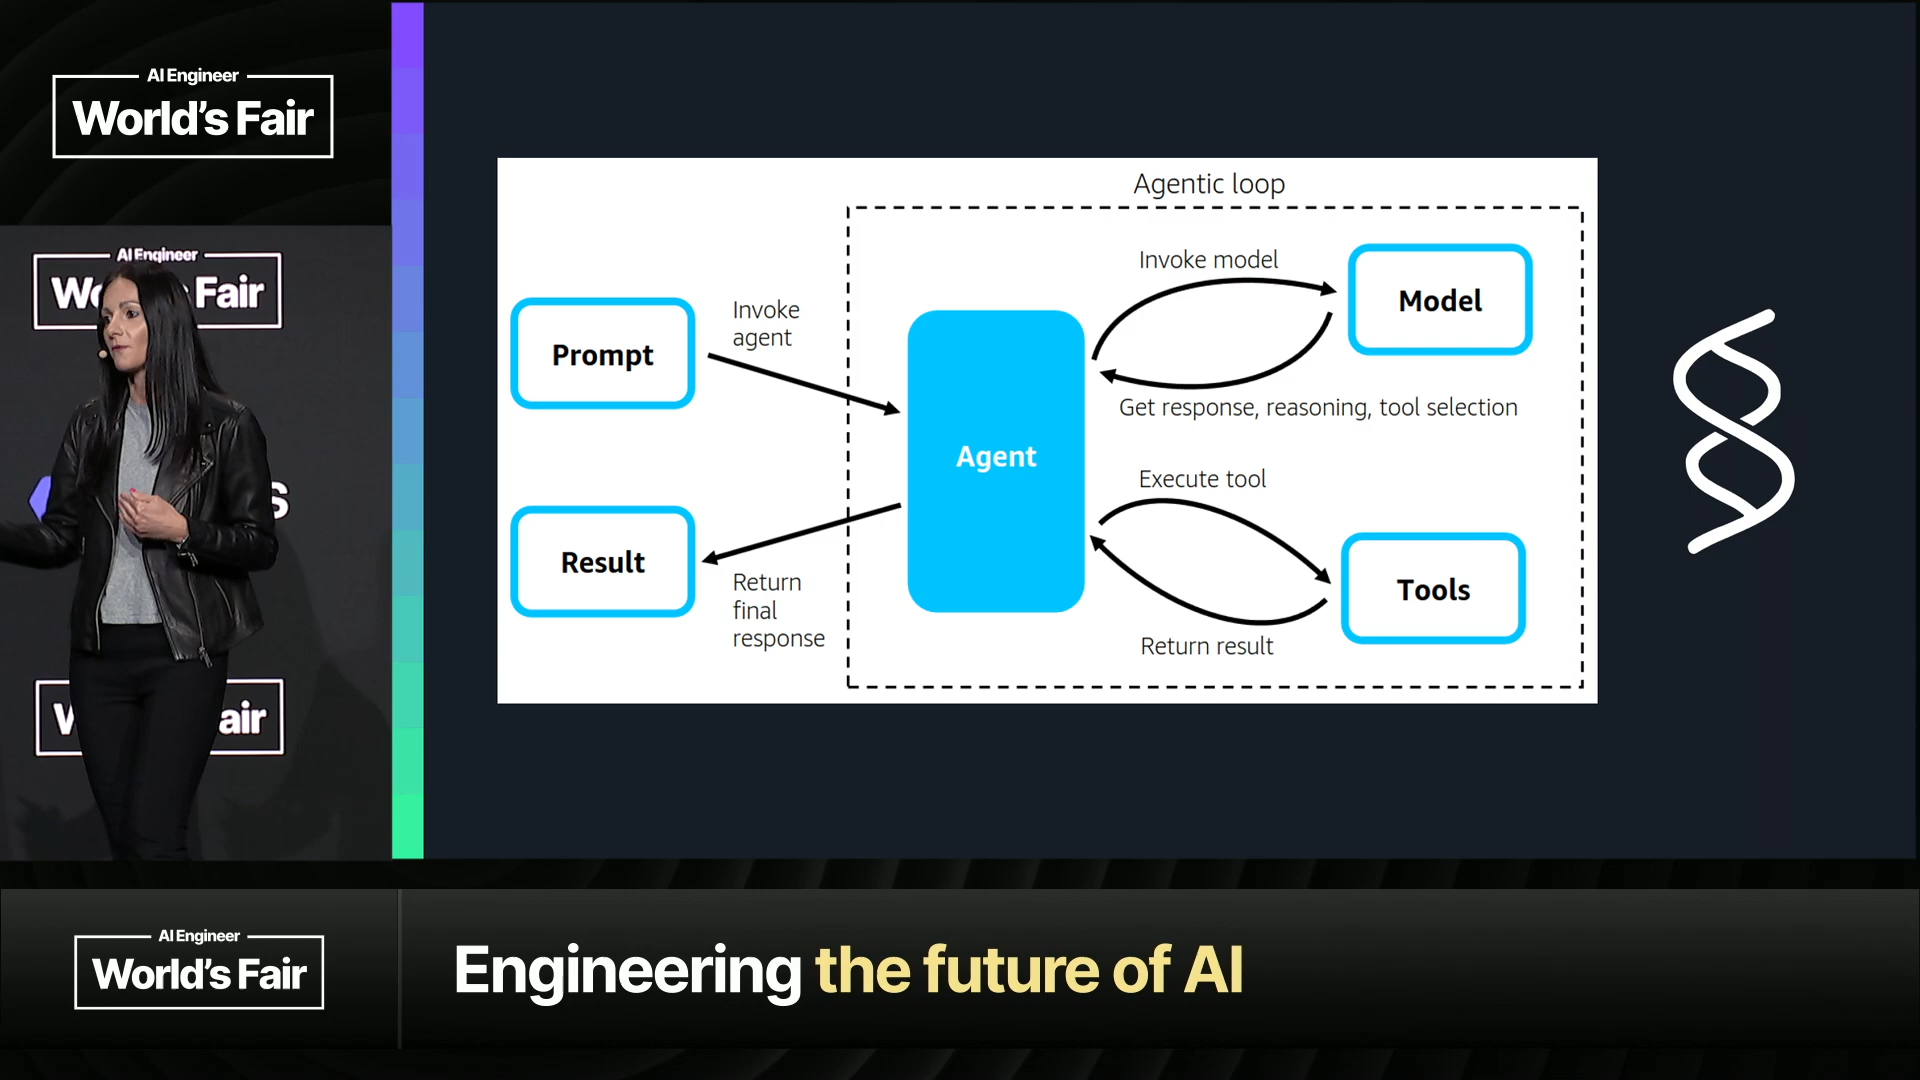 AI Engineer
World's Fair
AI Engineer
Wo s Fair
S
W air
Agentic loop
Invoke model
Model
Invoke
agent
Prompt
Get response, reasoning, tool selection
Agent
Execute tool
Result
Tools
Return
final
response
Return result
AI Engineer
World's Fair
Engineering the future of AI